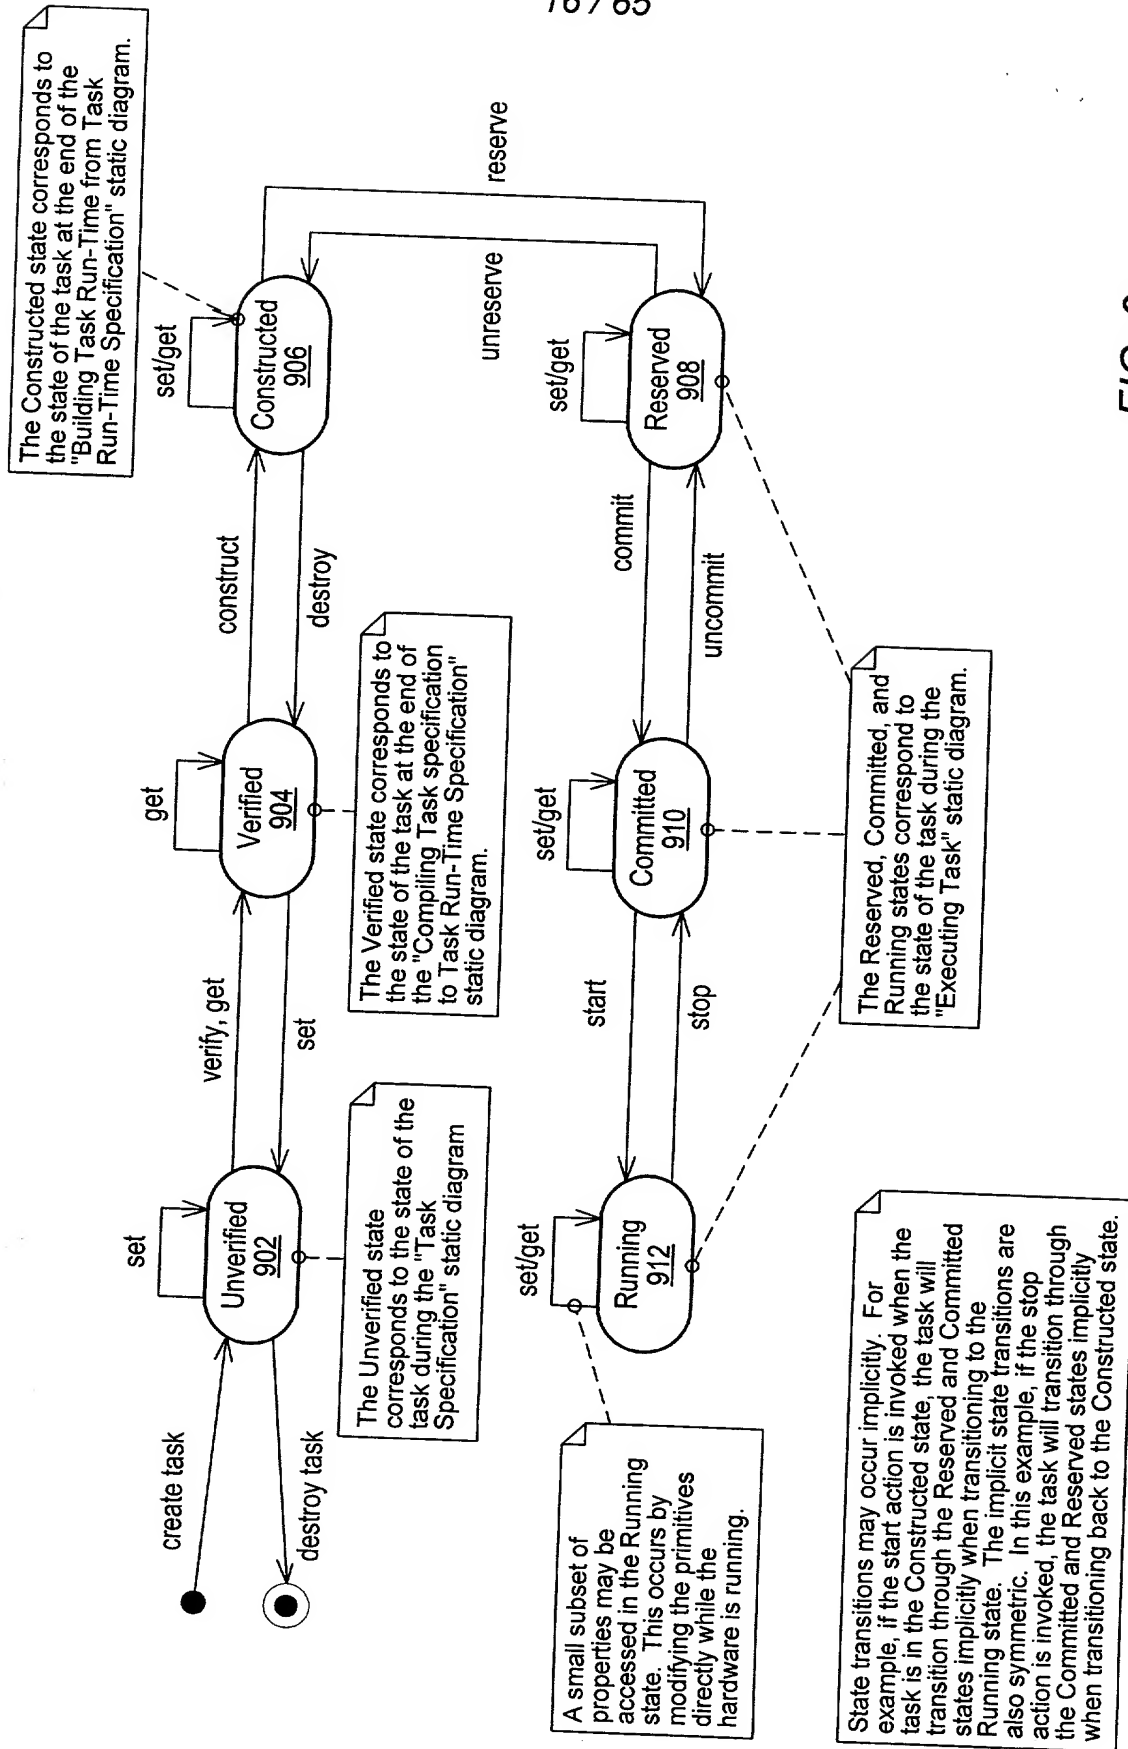 16 / 65
create task
destroy task
set
Unverified
902
verify, get
set
The Unverified state
corresponds to the state of the
task during the "Task
Specification" static diagram
get
Verified
904
construct
destroy
The Verified state corresponds to
the state of the task at the end of
the "Compiling Task specification
to Task Run-Time Specification"
static diagram.
set/get
Constructed
906
The Constructed state corresponds to
the state of the task at the end of the
"Building Task Run-Time from Task
Run-Time Specification" static diagram.
unreserve
reserve
set/get
Running
912
start
stop
set/get
Committed
910
commit
uncommit
set/get
Reserved
908
A small subset of
properties may be
accessed in the Running
state. This occurs by
modifying the primitives
directly while the
hardware is running.
The Reserved, Committed, and
Running states correspond to
the state of the task during the
"Executing Task" static diagram.
State transitions may occur implicitly. For
example, if the start action is invoked when the
task is in the Constructed state, the task will
transition through the Reserved and Committed
states implicitly when transitioning to the
Running state. The implicit state transitions are
also symmetric. In this example, if the stop
action is invoked, the task will transition through
the Committed and Reserved states implicitly
when transitioning back to the Constructed state.
FIG.